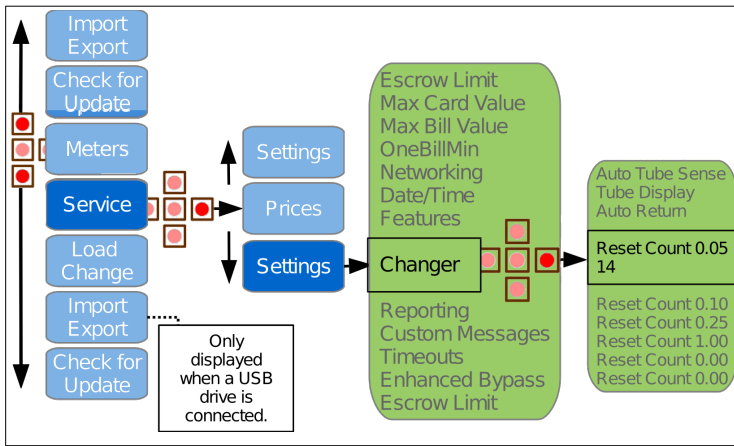 Import
Export
Check for
Update
Meters
Service
Load
Change
Import
Export
Check for
Update
Only
displayed
when a USB
drive is
connected.
Settings
Prices
Settings
Escrow Limit
Max Card Value
Max Bill Value
OneBillMin
Networking
Date/Time
Features
Changer
Reporting
Custom Messages
Timeouts
Enhanced Bypass
Escrow Limit
Auto Tube Sense
Tube Display
Auto Return
Reset Count 0.05
14
Reset Count 0.10
Reset Count 0.25
Reset Count 1.00
Reset Count 0.00
Reset Count 0.00